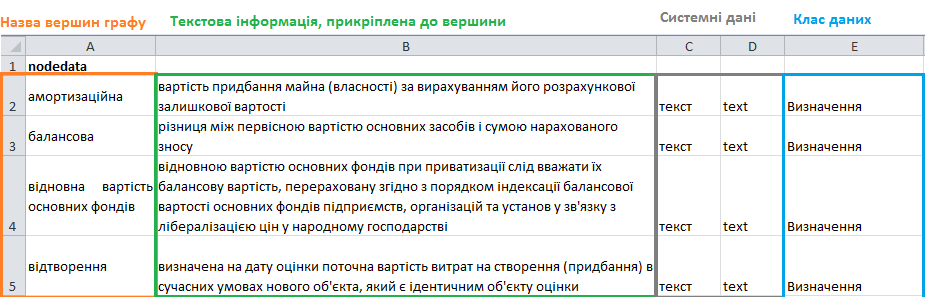 Назва вершин графу Текстова інформація, прикріплена до вершини Системні дані Клас даних
A B C D E
1 nodedata
2 амортизаційна вартість придбання майна (власності) за вирахуванням його розрахункової
залишкової вартості текст text Визначення
3 балансова різниця між первісною вартістю основних засобів і сумою нарахованого
зносу текст text Визначення
4 відновна вартість основних фондів відновною вартістю основних фондів при приватизації слід вважати їх
балансову вартість, перераховану згідно з порядком індексації балансової
вартості основних фондів підприємств, організацій та установ у зв'язку з
лібералізацією цін у народному господарстві текст text Визначення
5 відтворення визначена на дату оцінки поточна вартість витрат на створення (придбання) в
сучасних умовах нового об'єкта, який є ідентичним об'єкту оцінки текст text Визначення